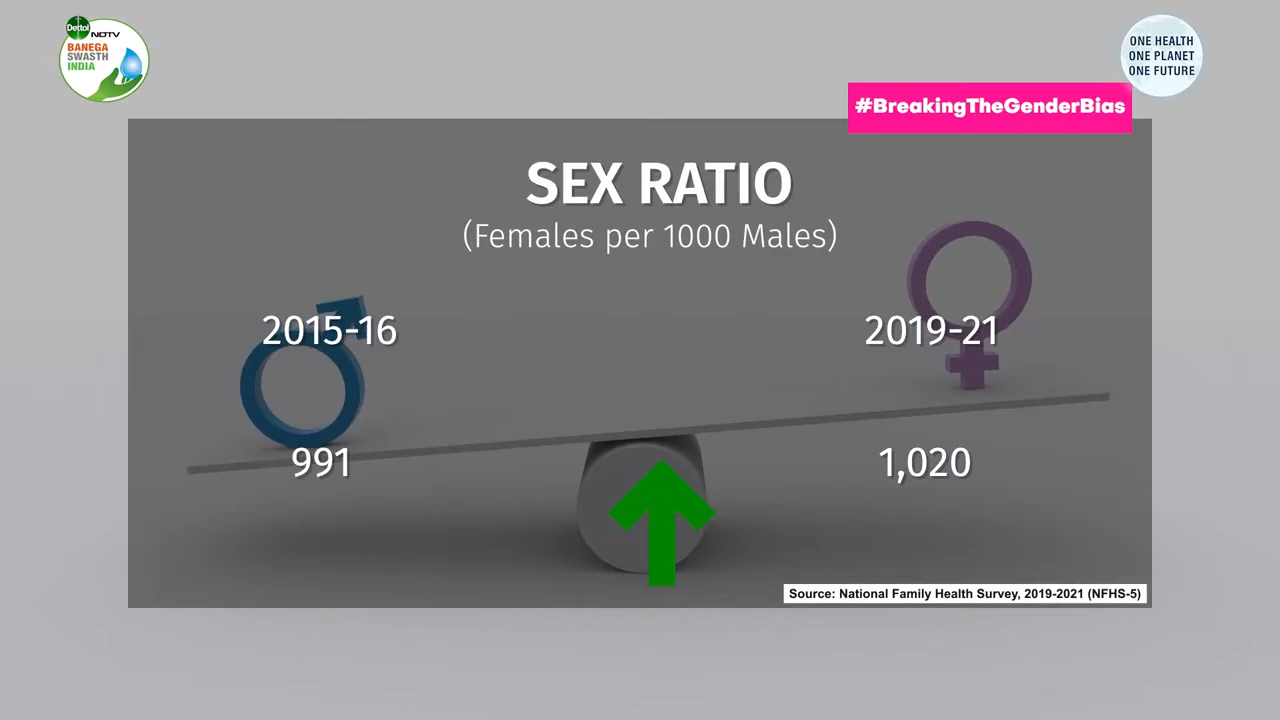 Dettol NDTV
BANEGA
SWASTH
INDIA
ONE HEALTH
ONE PLANET
ONE FUTURE
#BreakingTheGenderBias
SEX RATIO
(Females per 1000 Males)
2015-16
2019-21
991
1,020
Source: National Family Health Survey, 2019-2021 (NFHS-5)